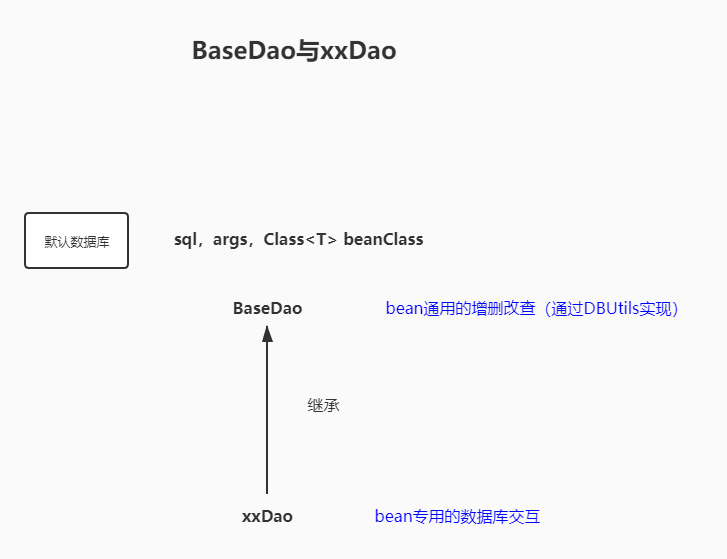 BaseDao与xxDao
默认数据库
sql，args，Class<T> beanClass
BaseDao
bean通用的增删改查（通过DBUtils实现）
继承
xxDao
bean专用的数据库交互